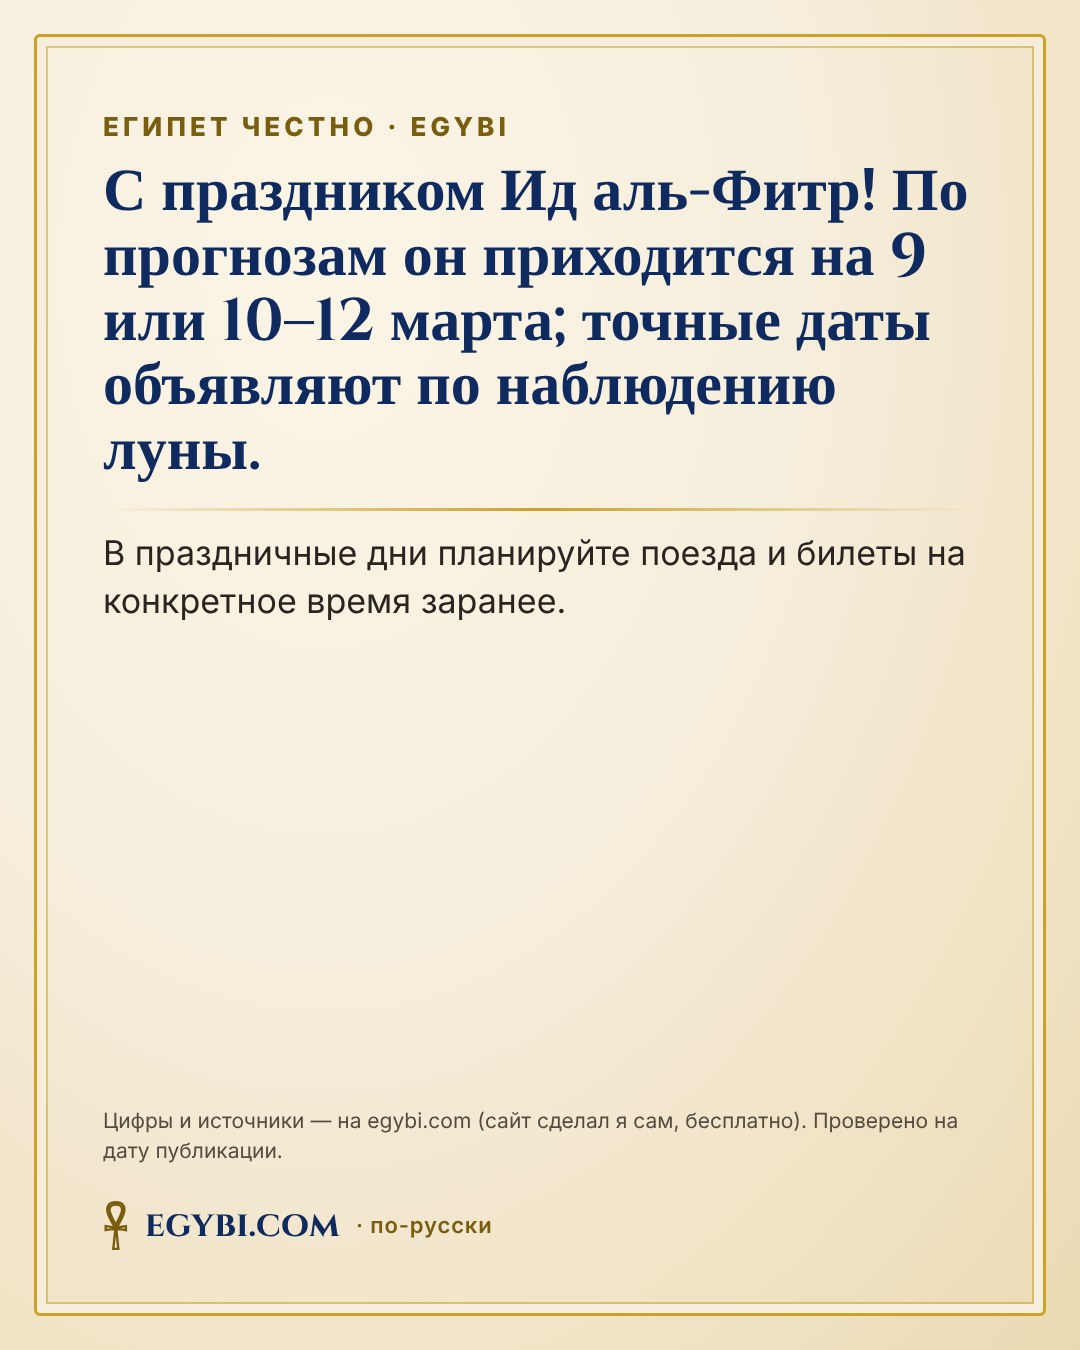 ЕГИПЕТ ЧЕСТНО · EGYBI
С праздником Ид аль-Фитр! По
прогнозам он приходится на 9
или 10–12 марта; точные даты
объявляют по наблюдению
луны.
В праздничные дни планируйте поезда и билеты на
конкретное время заранее.
Цифры и источники — на egybi.com (сайт сделал я сам, бесплатно). Проверено на
дату публикации.
EGYBI.COM · по-русски